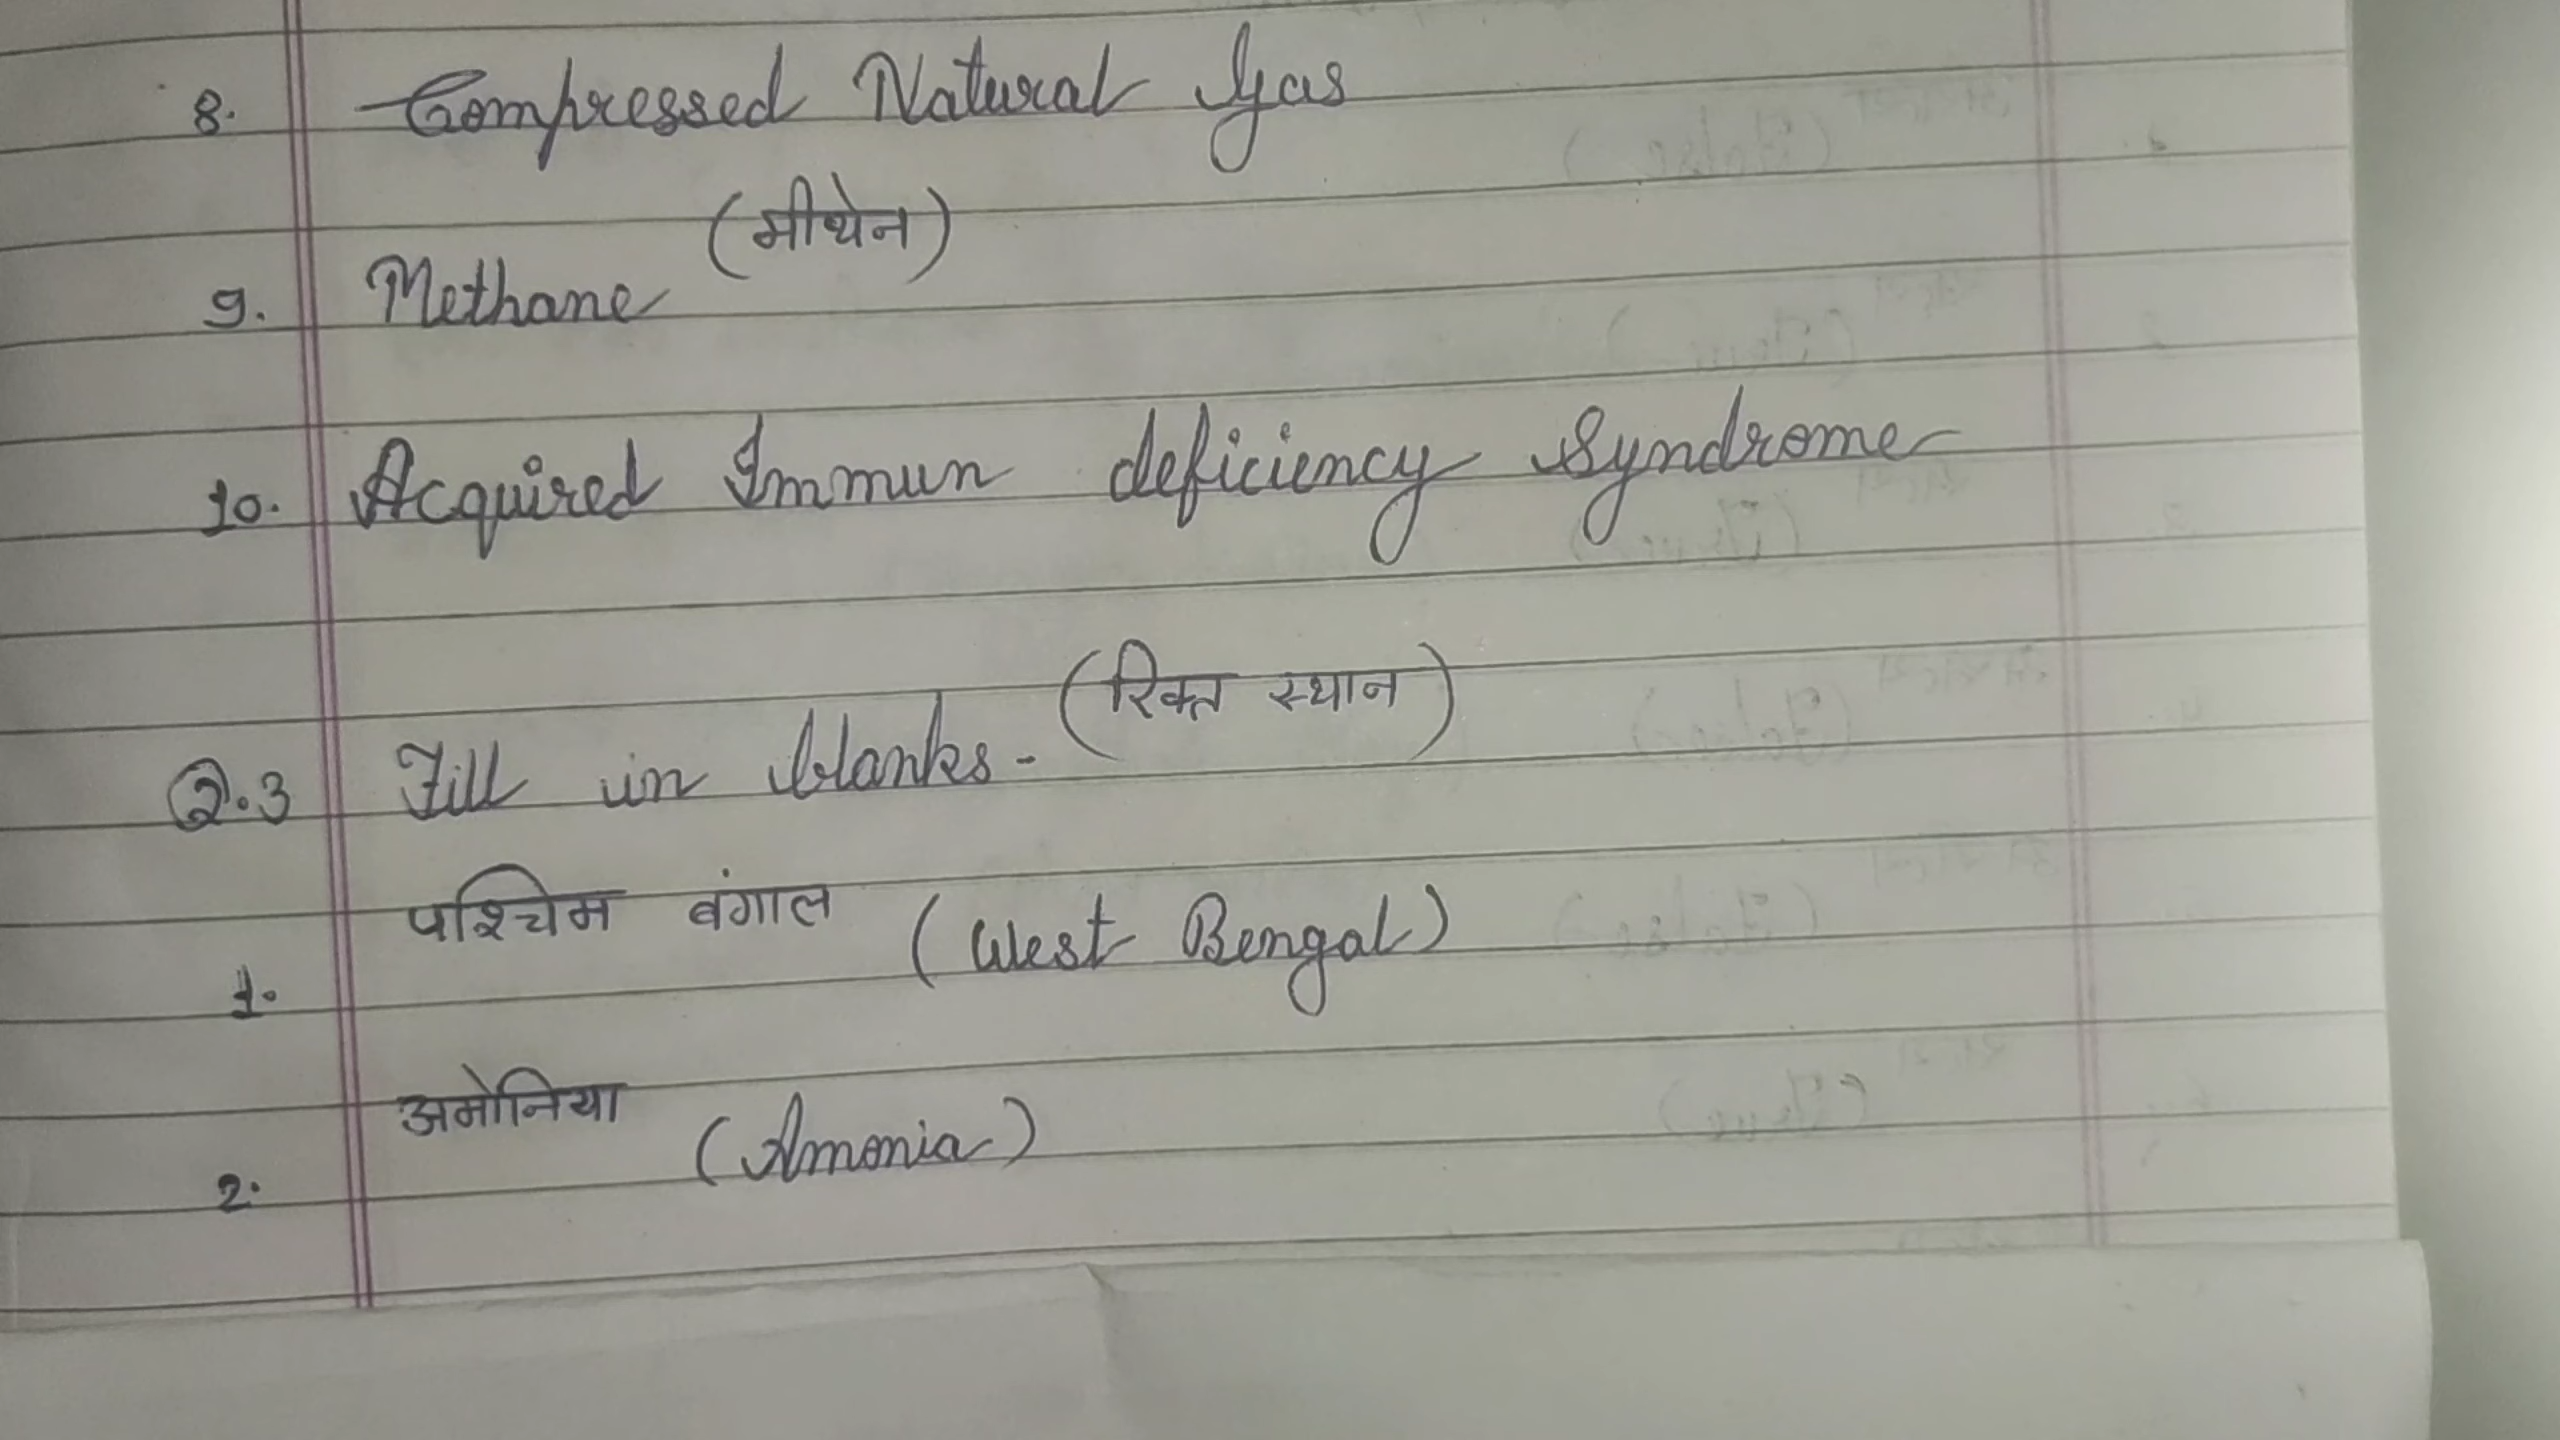 8. Compressed Natural Gas
(मीथेन)
9. Methane
10. Acquired Immun deficiency Syndrome
(रिक्त स्थान)
Q.3 Fill in blanks-
पश्चिम बंगाल (West Bengal)
1.
अमोनिया (Amonia)
2.